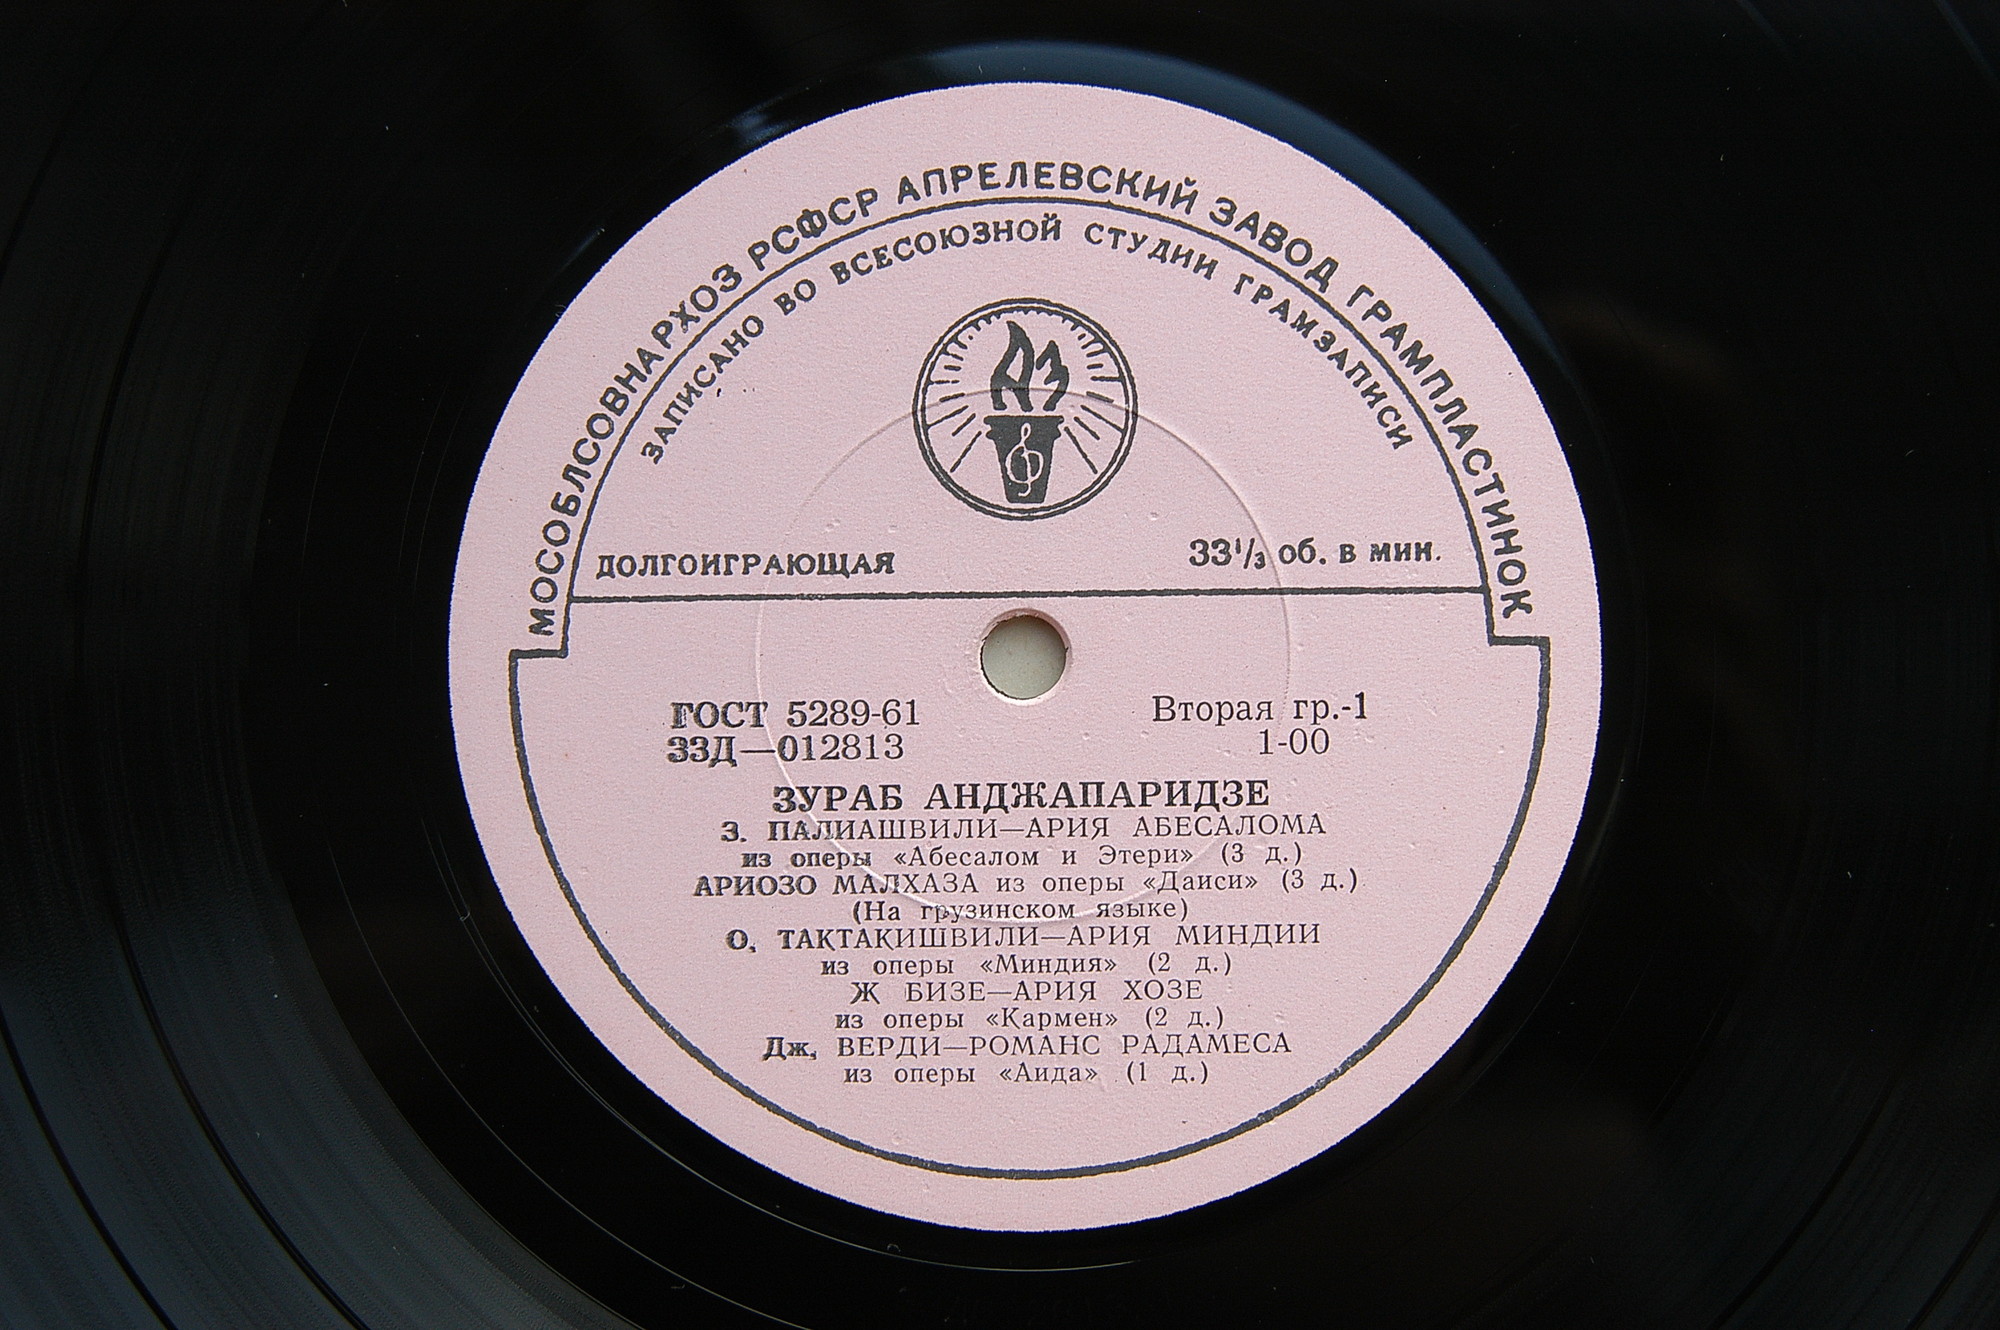 МОСОБЛСОВНАРХОЗ РСФСР АПРЕЛЕВСКИЙ ЗАВОД ГРАМПЛАСТИНОК
ЗАПИСАНО ВО ВСЕСОЮЗНОЙ СТУДИИ ГРАМЗАПИСИ
ДОЛГОИГРАЮЩАЯ 33⅓ об. в мин.
ГОСТ 5289-61 Вторая гр.-1
33Д—012813 1-00
ЗУРАБ АНДЖАПАРИДЗЕ
З. ПАЛИАШВИЛИ—АРИЯ АБЕСАЛОМА
из оперы «Абесалом и Этери» (3 д.)
АРИОЗО МАЛХАЗА из оперы «Даиси» (3 д.)
(На грузинском языке)
О. ТАКТАКИШВИЛИ—АРИЯ МИНДИИ
из оперы «Миндия» (2 д.)
Ж БИЗЕ—АРИЯ ХОЗЕ
из оперы «Кармен» (2 д.)
Дж. ВЕРДИ—РОМАНС РАДАМЕСА
из оперы «Аида» (1 д.)